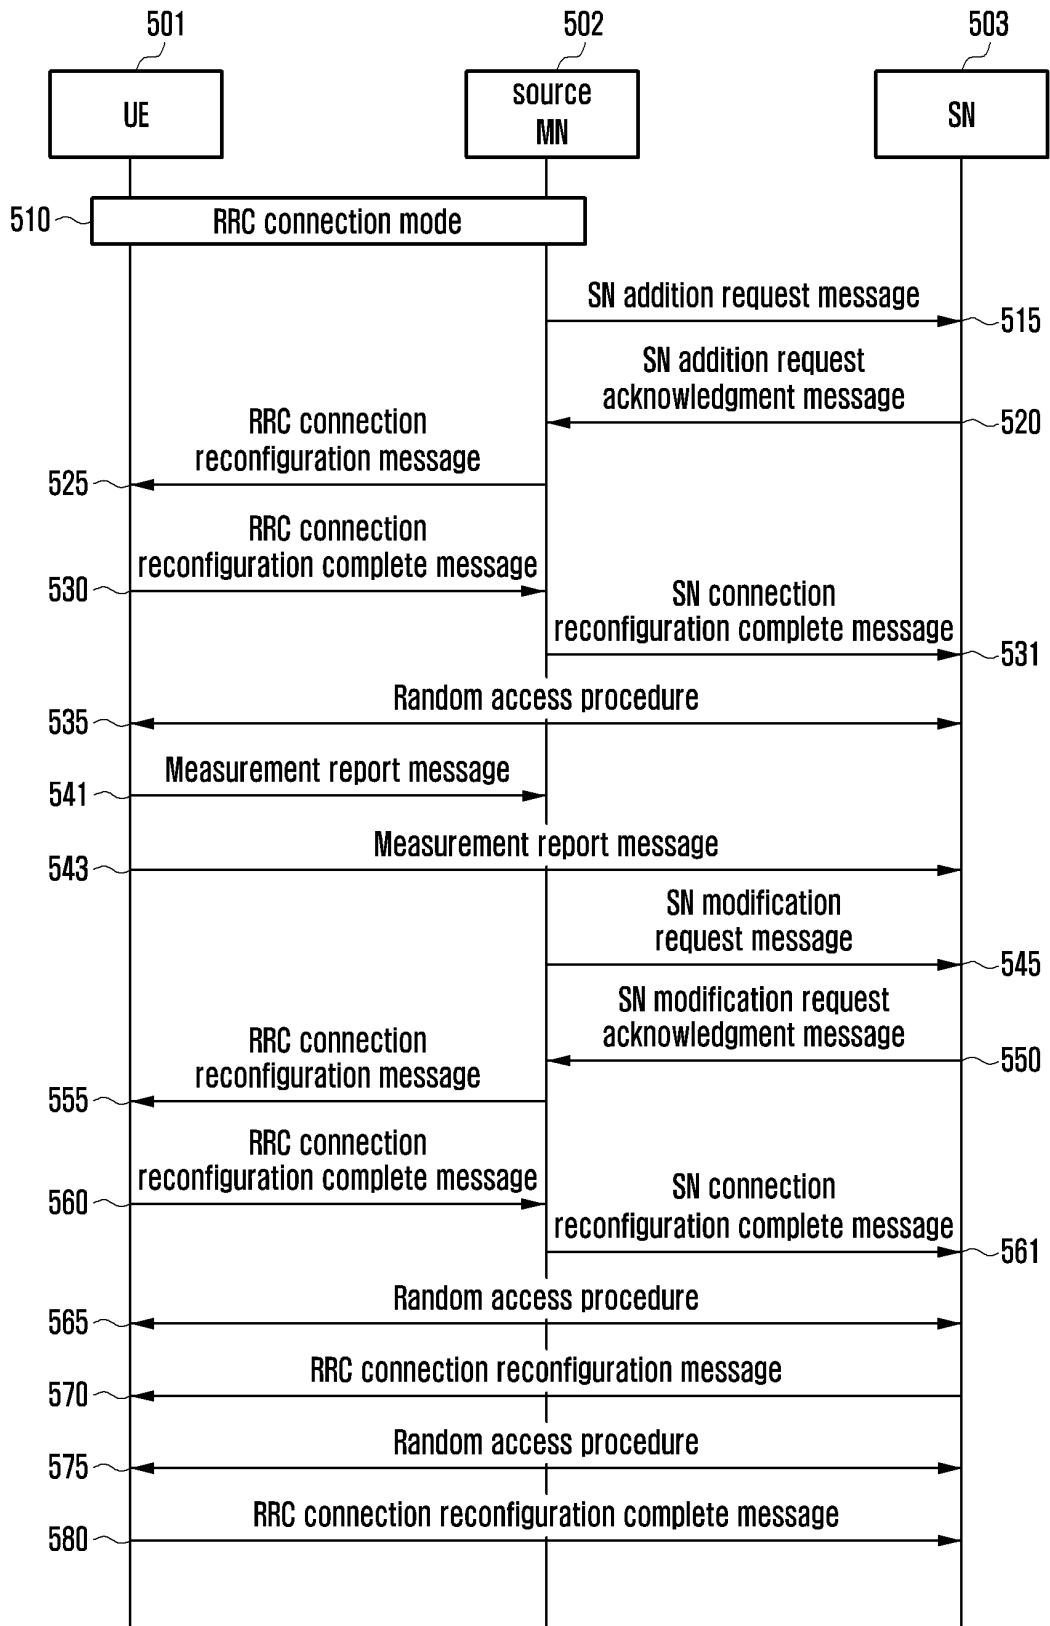 501
502
503
UE
source
MN
SN
510
RRC connection mode
SN addition request message
515
SN addition request
acknowledgment message
520
RRC connection
reconfiguration message
525
RRC connection
reconfiguration complete message
530
SN connection
reconfiguration complete message
531
Random access procedure
535
Measurement report message
541
Measurement report message
543
SN modification
request message
545
SN modification request
acknowledgment message
550
RRC connection
reconfiguration message
555
RRC connection
reconfiguration complete message
560
SN connection
reconfiguration complete message
561
Random access procedure
565
RRC connection reconfiguration message
570
Random access procedure
575
RRC connection reconfiguration complete message
580